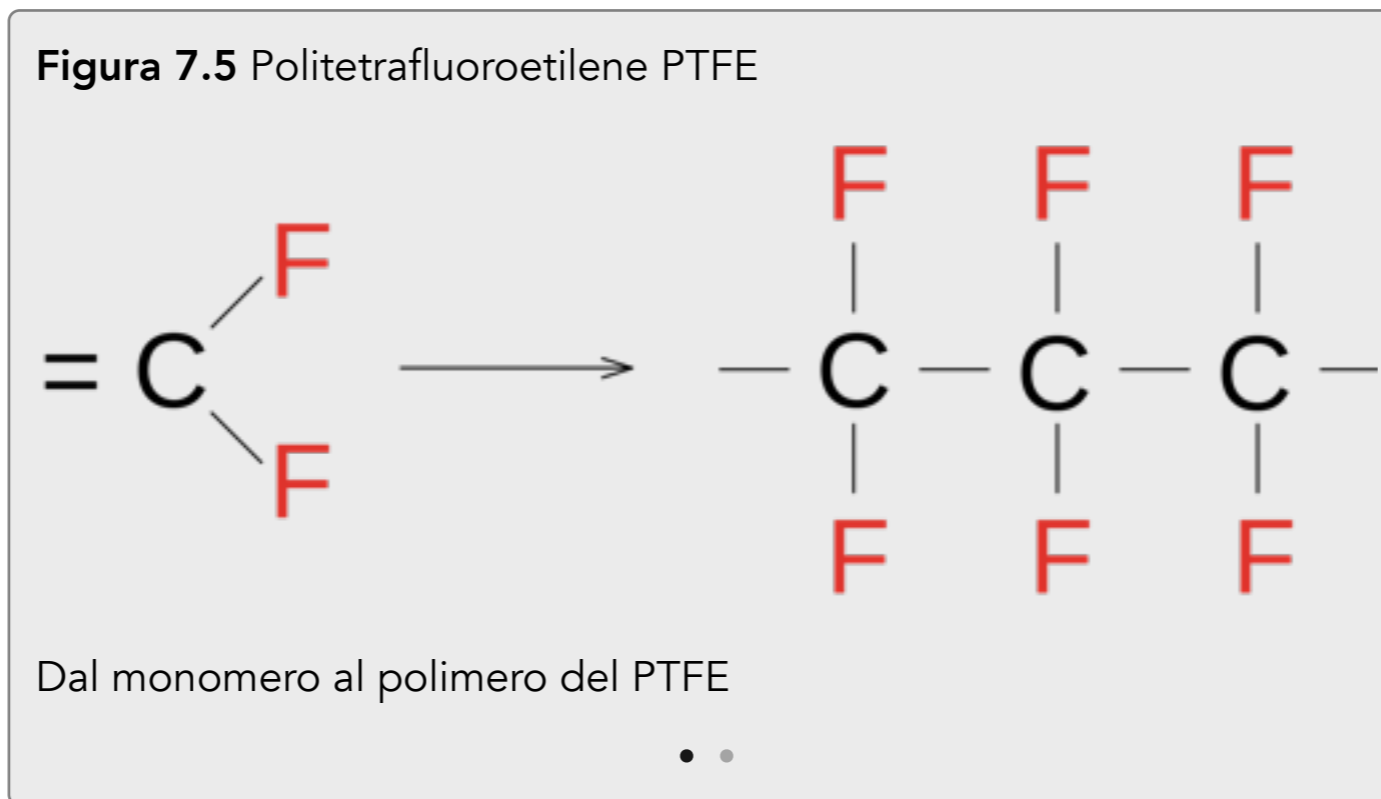 Figura 7.5 Politetrafluoroetilene PTFE
F F F
F
= C C — C — C —
F
F F F
Dal monomero al polimero del PTFE